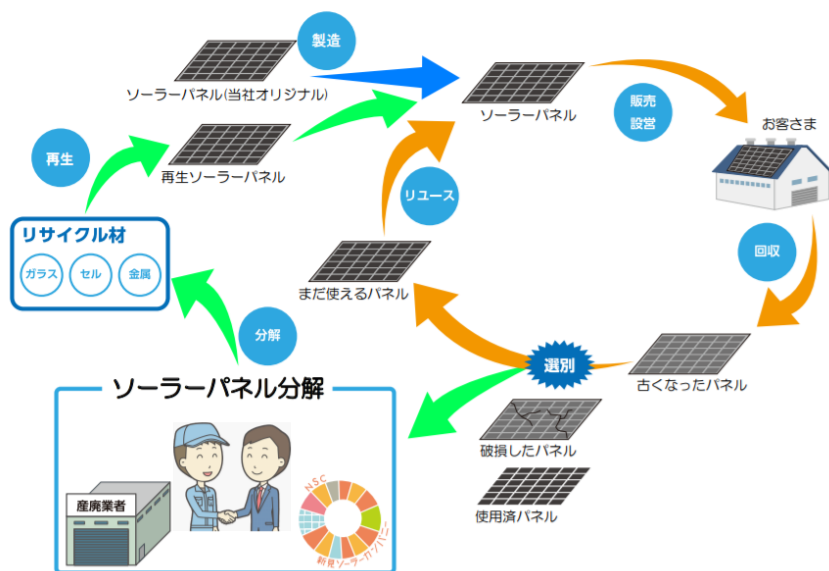 製造
ソーラーパネル(当社オリジナル)
ソーラーパネル
販売
設営
お客さま
再生
再生ソーラーパネル
リユース
リサイクル材
ガラス
セル
金属
まだ使えるパネル
回収
分解
選別
古くなったパネル
ソーラーパネル分解
破損したパネル
使用済パネル
産廃業者
NSC
新見ソーラーカンパニー